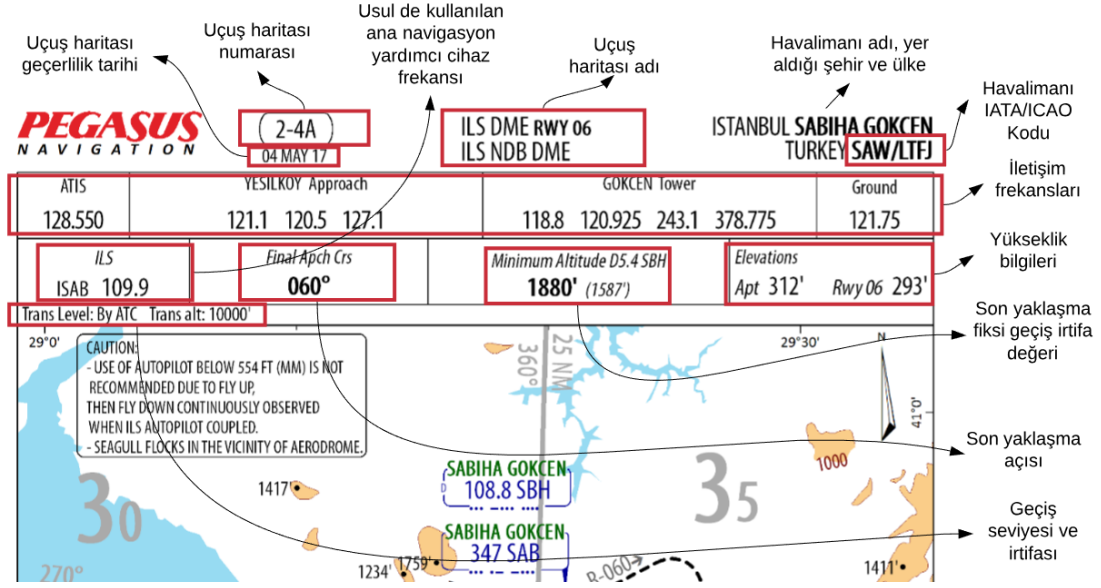 Uçuş haritası
geçerlilik tarihi
Uçuş haritası
numarası
Usul de kullanılan
ana navigasyon
yardımcı cihaz
frekansı
Uçuş
haritası adı
Havalimanı adı, yer
aldığı şehir ve ülke
Havalimanı
IATA/ICAO
Kodu
PEGASUS
NAVIGATION
2-4A
04 MAY 17
ILS DME RWY 06
ILS NDB DME
ISTANBUL SABIHA GOKCEN
TURKEY SAW/LTFJ
İletişim
frekansları
ATIS
128.550
YESILKOY Approach
121.1 120.5 127.1
GOKCEN Tower
118.8 120.925 243.1 378.775
Ground
121.75
ILS
ISAB 109.9
Final Apch Crs
060°
Minimum Altitude D5.4 SBH
1880' (1587')
Elevations
Apt 312' Rwy 06 293'
Yükseklik
bilgileri
Trans Level: By ATC Trans alt: 10000'
Son yaklaşma
fiksi geçiş irtifa
değeri
29°0'
29°30'
N
CAUTION:
- USE OF AUTOPILOT BELOW 554 FT (MM) IS NOT
RECOMMENDED DUE TO FLY UP,
THEN FLY DOWN CONTINUOUSLY OBSERVED
WHEN ILS AUTOPILOT COUPLED.
- SEAGULL FLOCKS IN THE VICINITY OF AERODROME.
360°
25 NM
41°0'
1000
Son yaklaşma
açısı
SABIHA GOKCEN
D
108.8 SBH
1417'
30
35
SABIHA GOKCEN
347 SAB
Geçiş
seviyesi ve
irtifası
270°
1234'
1759'
R-060
1411'